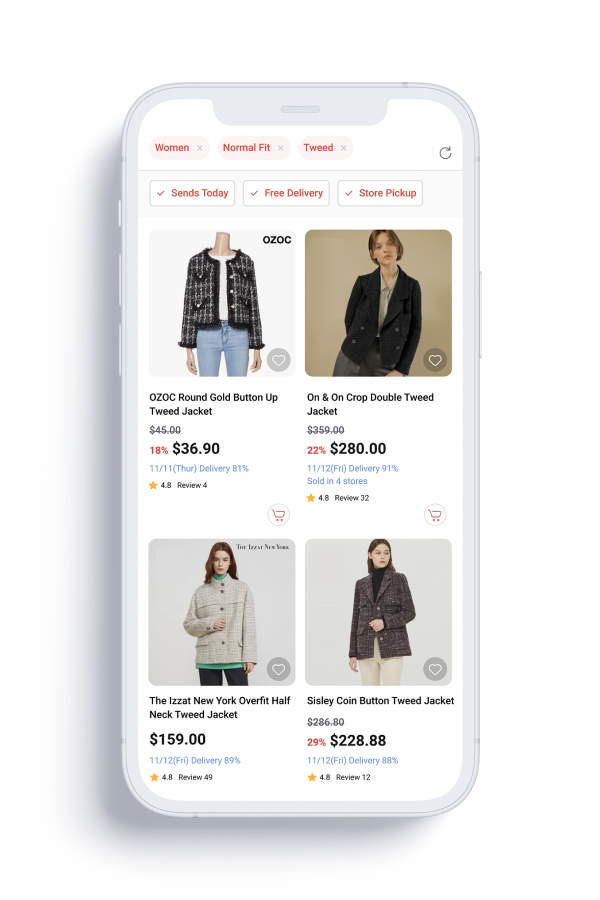 Women × Normal Fit × Tweed ×
Sends Today Free Delivery Store Pickup
OZOC
OZOC Round Gold Button Up
Tweed Jacket
$45.00
18% $36.90
11/11(Thur) Delivery 81%
4.8 Review 4
On & On Crop Double Tweed
Jacket
$359.00
22% $280.00
11/12(Fri) Delivery 91%
Sold in 4 stores
4.8 Review 32
The Izzat New York
The Izzat New York Overfit Half
Neck Tweed Jacket
$159.00
11/12(Fri) Delivery 89%
4.8 Review 49
Sisley Coin Button Tweed Jacket
$286.80
29% $228.88
11/12(Fri) Delivery 88%
4.8 Review 12